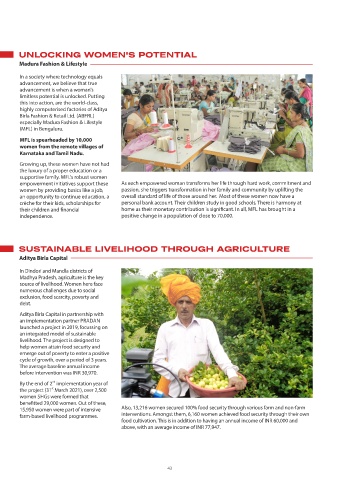 UNLOCKING WOMEN'S POTENTIAL
Madura Fashion & Lifestyle
In a society where technology equals
advancement, we believe that true
advancement is when a woman's
limitless potential is unlocked. Putting
this into action, are the world-class,
highly computerised factories of Aditya
Birla Fashion & Retail Ltd. (ABFRL)
especially Madura Fashion & Lifestyle
(MFL) in Bengaluru.
MFL is spearheaded by 10,000
women from the remote villages of
Karnataka and Tamil Nadu.
Growing up, these women have not had
the luxury of a proper education or a
supportive family. MFL's robust women
empowerment initiatives support these
women by providing basics like a job,
an opportunity to continue education, a
crèche for their kids, scholarships for
their children and financial
independence.
As each empowered woman transforms her life through hard work, commitment and
passion, she triggers transformation in her family and community by uplifting the
overall standard of life of those around her. Most of these women now have a
personal bank account. Their children study in good schools. There is harmony at
home as their monetary contribution is significant. In all, MFL has brought in a
positive change in a population of close to 70,000.
SUSTAINABLE LIVELIHOOD THROUGH AGRICULTURE
Aditya Birla Capital
In Dindori and Mandla districts of
Madhya Pradesh, agriculture is the key
source of livelihood. Women here face
numerous challenges due to social
exclusion, food scarcity, poverty and
debt.
Aditya Birla Capital in partnership with
an implementation partner PRADAN
launched a project in 2019, focussing on
an integrated model of sustainable
livelihood. The project is designed to
help women attain food security and
emerge out of poverty to enter a positive
cycle of growth, over a period of 3 years.
The average baseline annual income
before intervention was INR 30,970.
By the end of 2nd implementation year of
the project (31st March 2021), over 2,500
women SHGs were formed that
benefitted 29,000 women. Out of these,
15,950 women were part of intensive
farm-based livelihood programmes.
Also, 13,216 women secured 100% food security through various farm and non-farm
interventions. Amongst them, 6,160 women achieved food security through their own
food cultivation. This is in addition to having an annual income of INR 60,000 and
above, with an average income of INR 77,947.